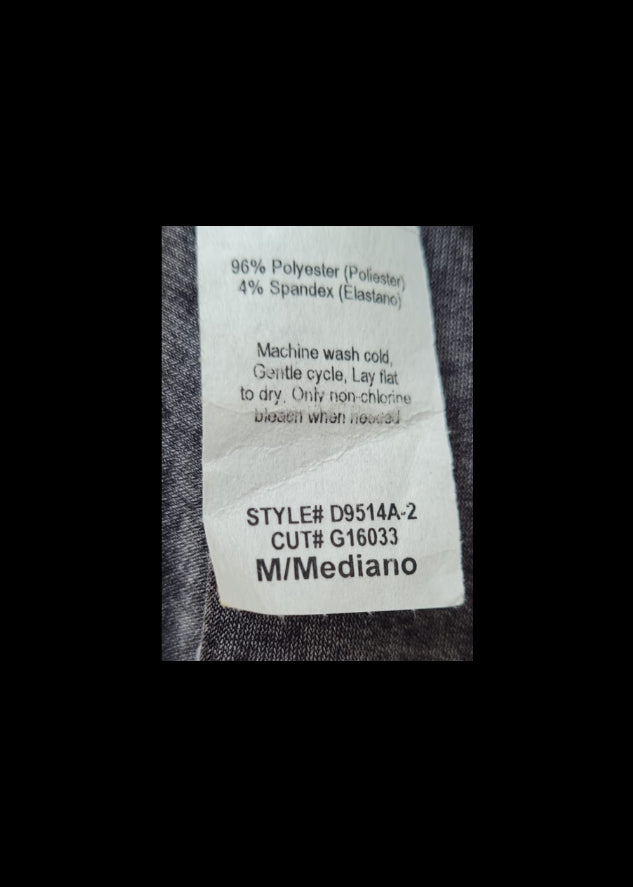 96% Polyester (Poliester)
4% Spandex (Elastano)
Machine wash cold,
Gentle cycle, Lay flat
to dry, Only non-chlorine
bleach when needed
STYLE# D9514A-2
CUT# G16033
M/Mediano